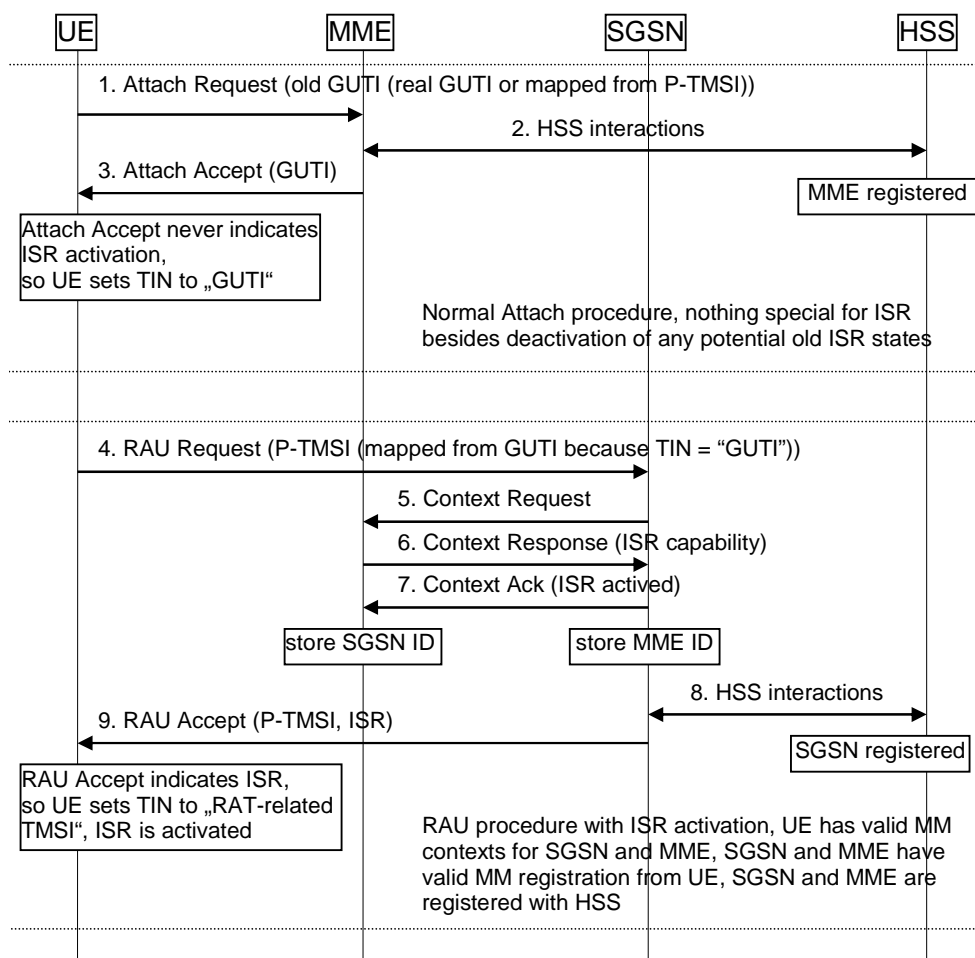 UE MME SGSN HSS
1. Attach Request (old GUTI (real GUTI or mapped from P-TMSI))
2. HSS interactions
3. Attach Accept (GUTI)
MME registered
Attach Accept never indicates
ISR activation,
so UE sets TIN to „GUTI“
Normal Attach procedure, nothing special for ISR
besides deactivation of any potential old ISR states
4. RAU Request (P-TMSI (mapped from GUTI because TIN = “GUTI”))
5. Context Request
6. Context Response (ISR capability)
7. Context Ack (ISR actived)
store SGSN ID
store MME ID
8. HSS interactions
9. RAU Accept (P-TMSI, ISR)
SGSN registered
RAU Accept indicates ISR,
so UE sets TIN to „RAT-related
TMSI“, ISR is activated
RAU procedure with ISR activation, UE has valid MM
contexts for SGSN and MME, SGSN and MME have
valid MM registration from UE, SGSN and MME are
registered with HSS